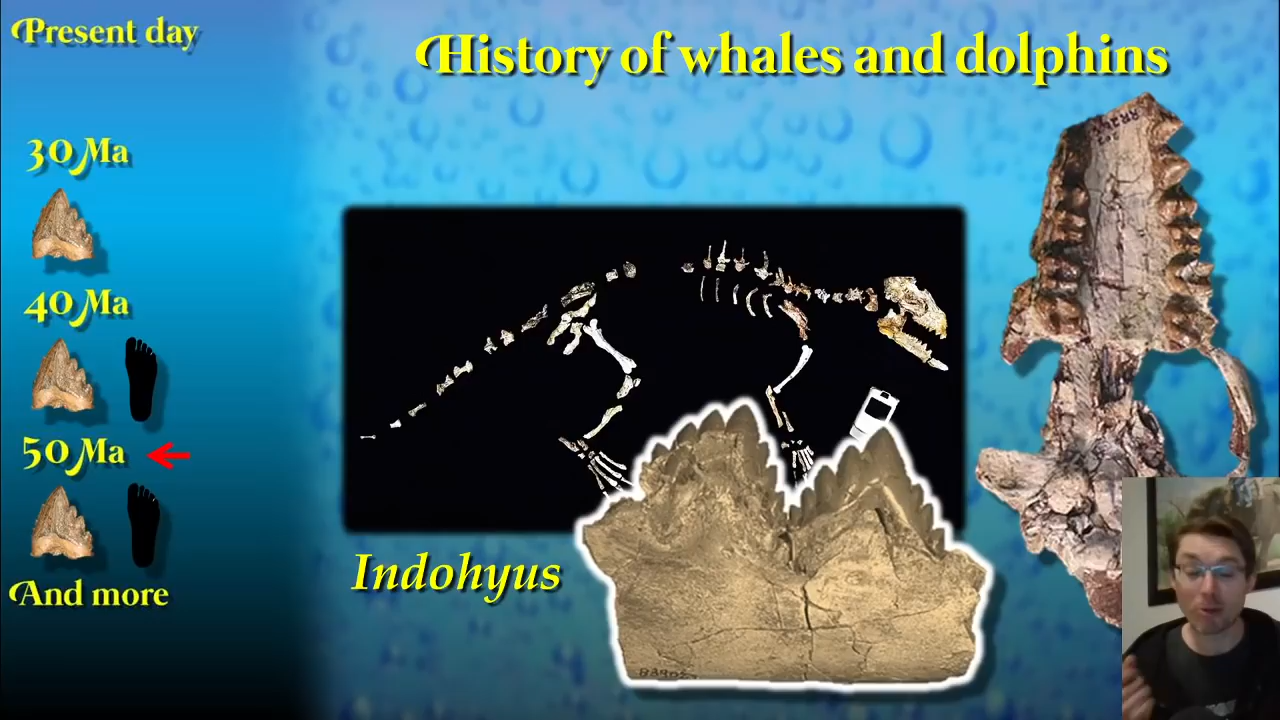 Present day
History of whales and dolphins
30 Ma
40 Ma
50 Ma
Indohyus
And more